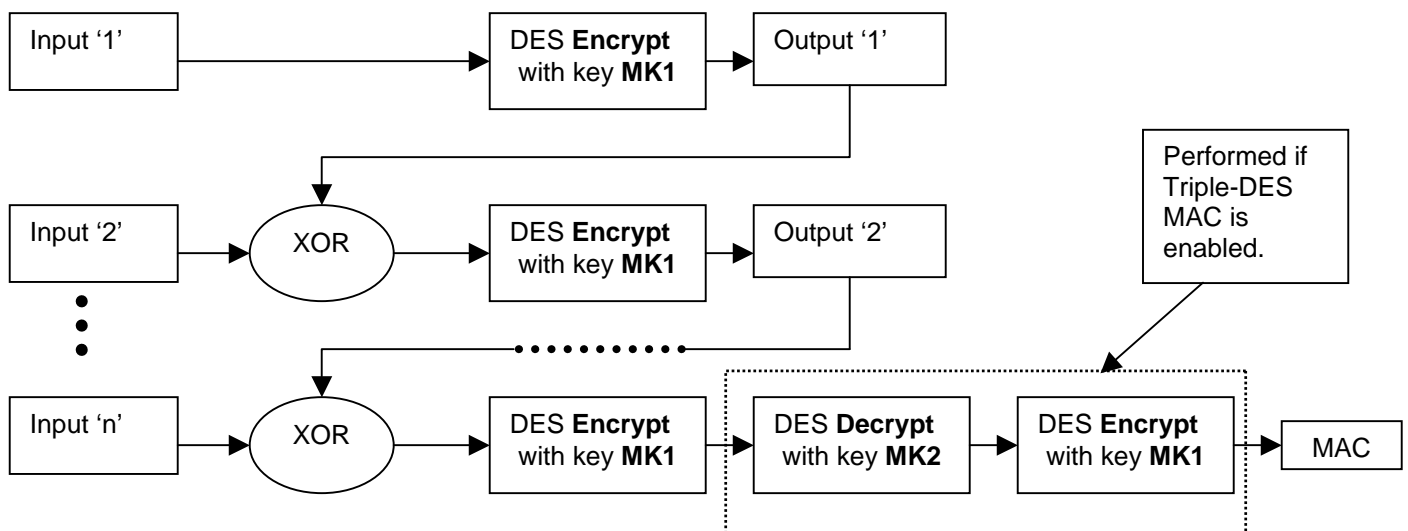 Input ‘1’
DES Encrypt
with key MK1
Output ‘1’
Performed if
Triple-DES
MAC is
enabled.
Input ‘2’
XOR
DES Encrypt
with key MK1
Output ‘2’
Input ‘n’
XOR
DES Encrypt
with key MK1
DES Decrypt
with key MK2
DES Encrypt
with key MK1
MAC